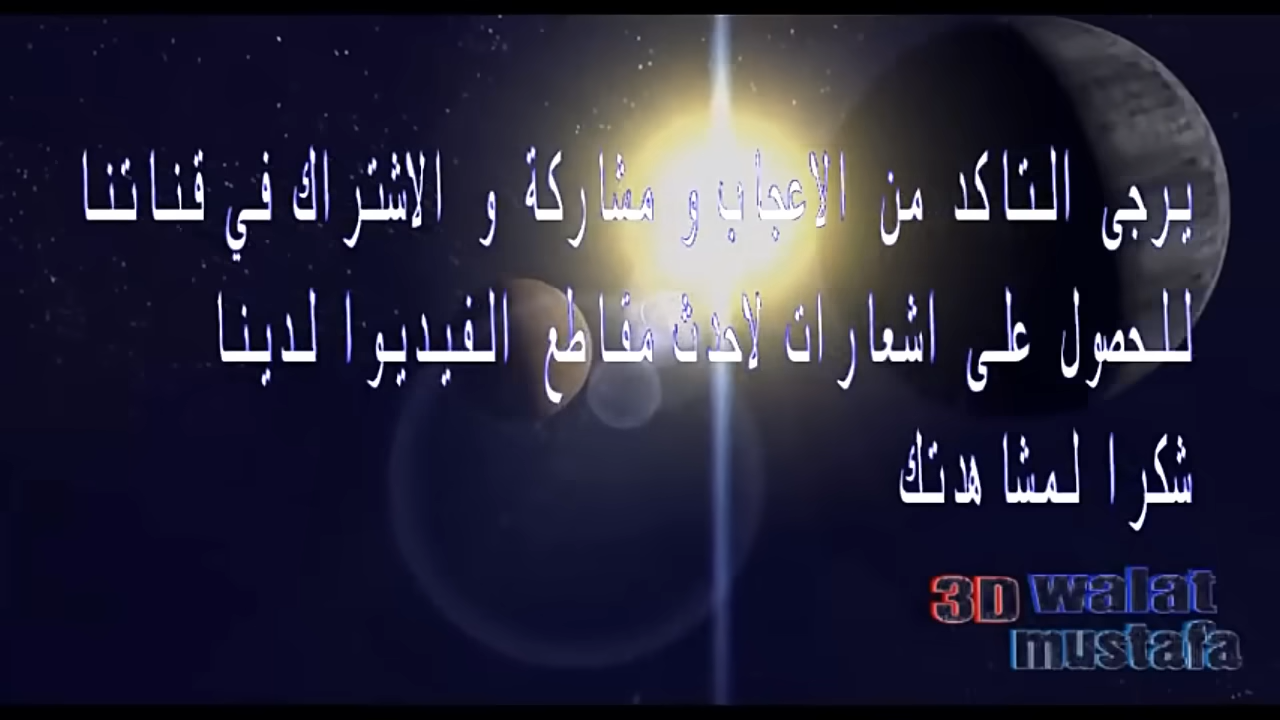 يرجى التاكد من الاعجاب و مشاركة و الاشتراك في قناتنا
للحصول على اشعارات لاحدث مقاطع الفيديوا لدينا
شكرا لمشاهدتك
3D walat
mustafa